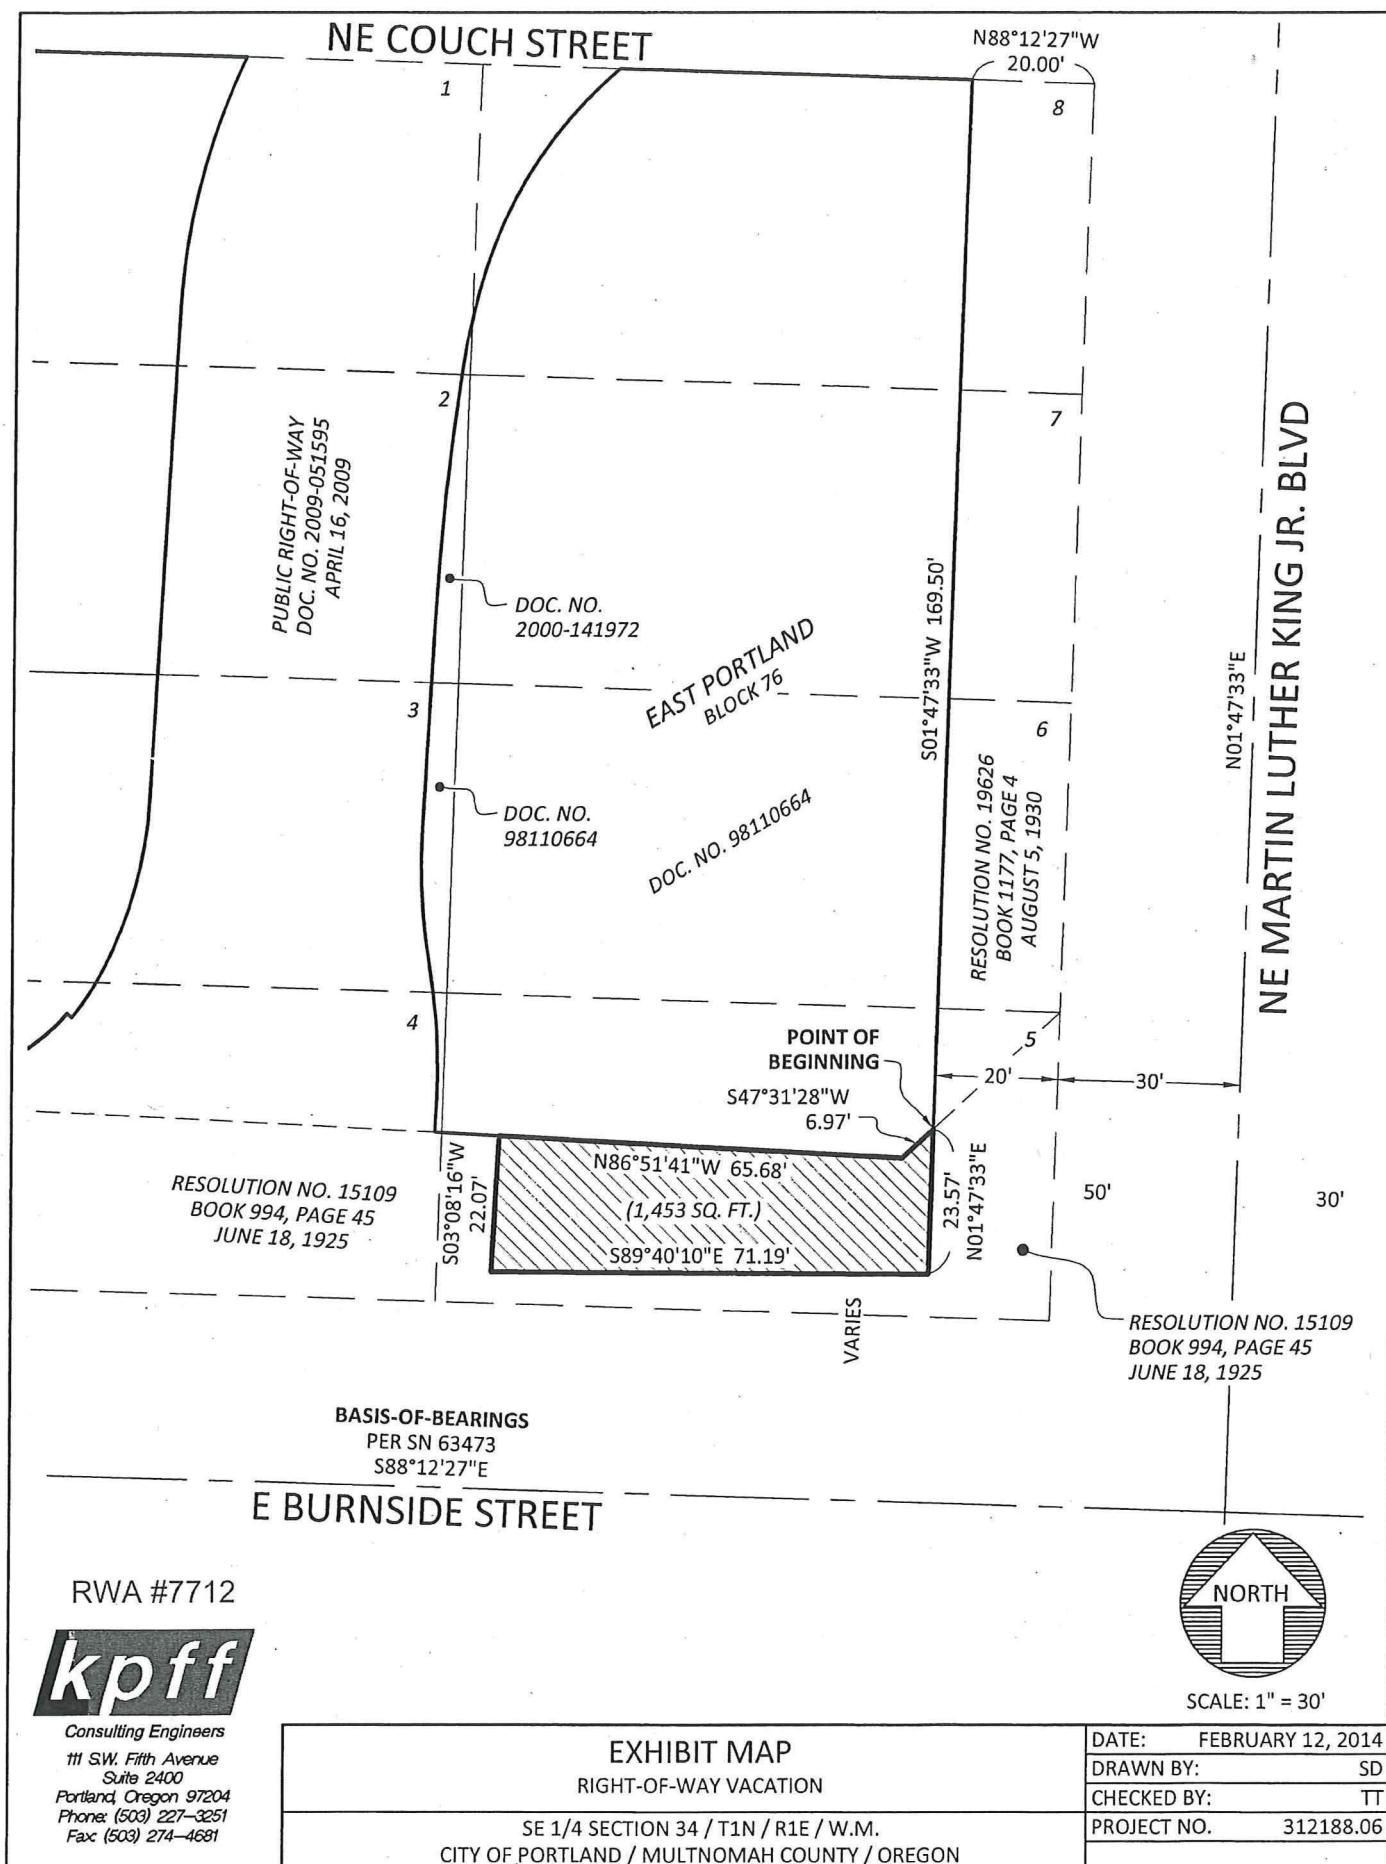 NE COUCH STREET
N88°12'27"W
20.00'
1
8
2
7
PUBLIC RIGHT-OF-WAY
DOC. NO. 2009-051595
APRIL 16, 2009
DOC. NO.
2000-141972
EAST PORTLAND
BLOCK 76
S01°47'33"W 169.50'
N01°47'33"E
NE MARTIN LUTHER KING JR. BLVD
3
6
DOC. NO.
98110664
DOC. NO. 98110664
RESOLUTION NO. 19626
BOOK 1177, PAGE 4
AUGUST 5, 1930
4
5
POINT OF
BEGINNING
20'
30'
S47°31'28"W
6.97'
N86°51'41"W 65.68'
(1,453 SQ. FT.)
S89°40'10"E 71.19'
S03°08'16"W
22.07'
23.57'
N01°47'33"E
50'
30'
RESOLUTION NO. 15109
BOOK 994, PAGE 45
JUNE 18, 1925
VARIES
RESOLUTION NO. 15109
BOOK 994, PAGE 45
JUNE 18, 1925
BASIS-OF-BEARINGS
PER SN 63473
S88°12'27"E
E BURNSIDE STREET
RWA #7712
kpff
Consulting Engineers
111 S.W. Fifth Avenue
Suite 2400
Portland, Oregon 97204
Phone: (503) 227-3251
Fax: (503) 274-4681
NORTH
SCALE: 1" = 30'
EXHIBIT MAP
RIGHT-OF-WAY VACATION
SE 1/4 SECTION 34 / T1N / R1E / W.M.
CITY OF PORTLAND / MULTNOMAH COUNTY / OREGON
DATE: FEBRUARY 12, 2014
DRAWN BY: SD
CHECKED BY: TT
PROJECT NO. 312188.06